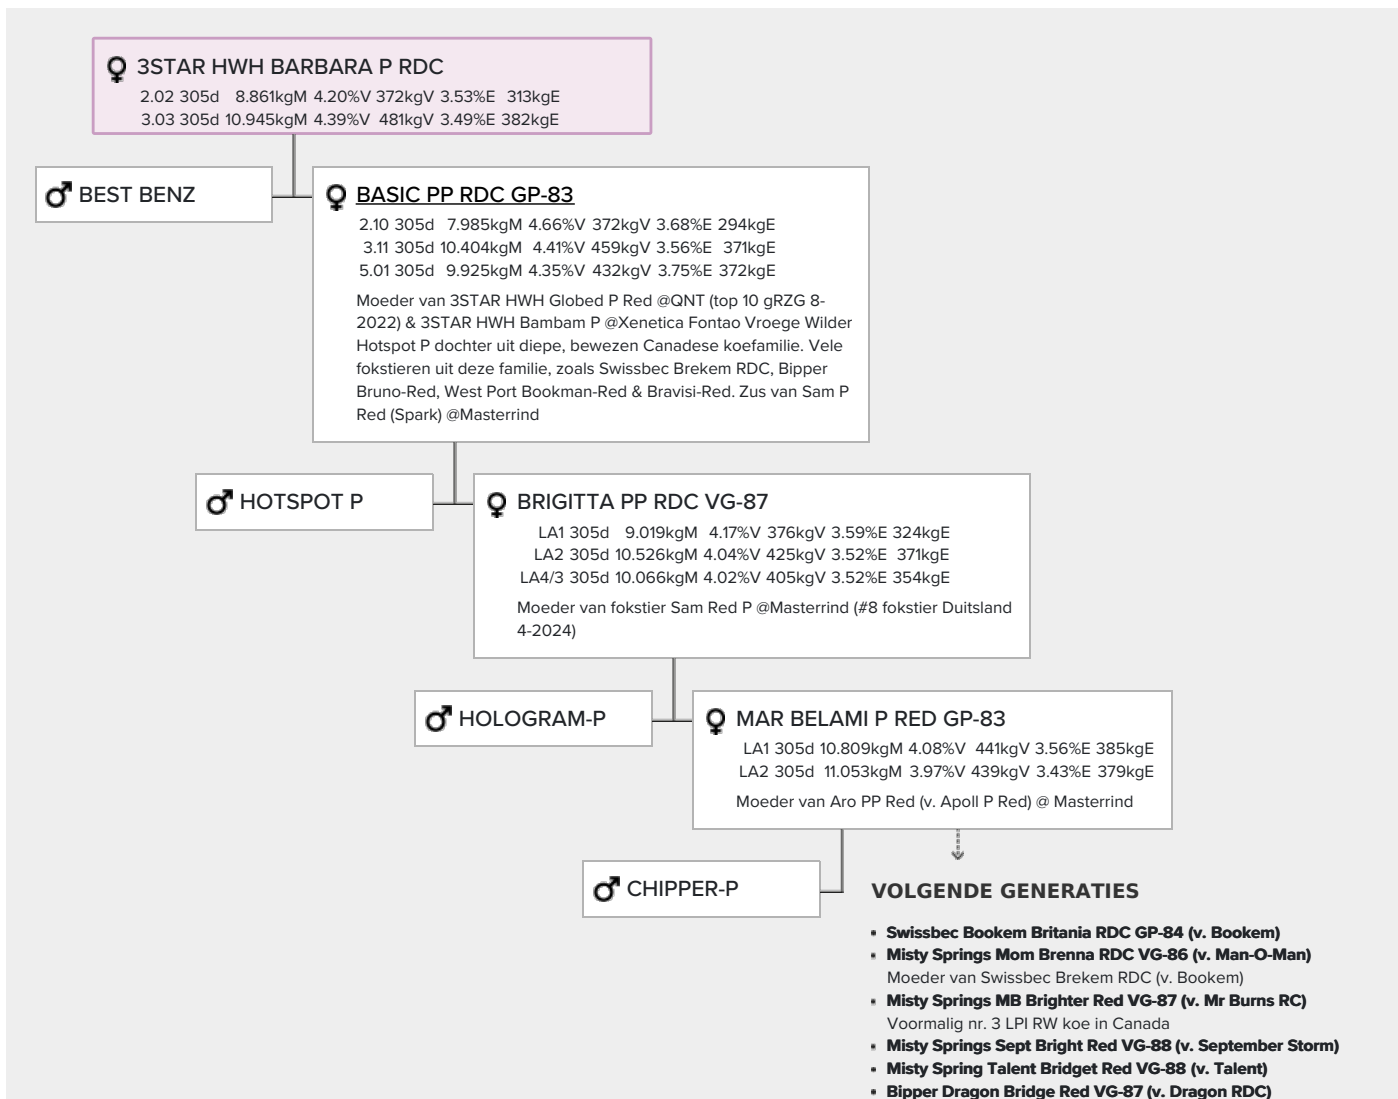 3STAR HWH BARBARA P RDC
2.02 305d 8.861kgM 4.20%V 372kgV 3.53%E 313kgE
3.03 305d 10.945kgM 4.39%V 481kgV 3.49%E 382kgE
BEST BENZ
BASIC PP RDC GP-83
2.10 305d 7.985kgM 4.66%V 372kgV 3.68%E 294kgE
3.11 305d 10.404kgM 4.41%V 459kgV 3.56%E 371kgE
5.01 305d 9.925kgM 4.35%V 432kgV 3.75%E 372kgE
Moeder van 3STAR HWH Globed P Red @QNT (top 10 gRZG 8-
2022) & 3STAR HWH Bambam P @Xenetica Fontao Vroege Wilder
Hotspot P dochter uit diepe, bewezen Canadese koefamilie. Vele
fokstieren uit deze familie, zoals Swissbec Brekem RDC, Bipper
Bruno-Red, West Port Bookman-Red & Bravisi-Red. Zus van Sam P
Red (Spark) @Masterrind
HOTSPOT P
BRIGITTA PP RDC VG-87
LA1 305d 9.019kgM 4.17%V 376kgV 3.59%E 324kgE
LA2 305d 10.526kgM 4.04%V 425kgV 3.52%E 371kgE
LA4/3 305d 10.066kgM 4.02%V 405kgV 3.52%E 354kgE
Moeder van fokstier Sam Red P @Masterrind (#8 fokstier Duitsland
4-2024)
HOLOGRAM-P
MAR BELAMI P RED GP-83
LA1 305d 10.809kgM 4.08%V 441kgV 3.56%E 385kgE
LA2 305d 11.053kgM 3.97%V 439kgV 3.43%E 379kgE
Moeder van Aro PP Red (v. Apoll P Red) @ Masterrind
CHIPPER-P
VOLGENDE GENERATIES
Swissbec Bookem Britania RDC GP-84 (v. Bookem)
Misty Springs Mom Brenna RDC VG-86 (v. Man-O-Man)
Moeder van Swissbec Brekem RDC (v. Bookem)
Misty Springs MB Brighter Red VG-87 (v. Mr Burns RC)
Voormalig nr. 3 LPI RW koe in Canada
Misty Springs Sept Bright Red VG-88 (v. September Storm)
Misty Spring Talent Bridget Red VG-88 (v. Talent)
Bipper Dragon Bridge Red VG-87 (v. Dragon RDC)